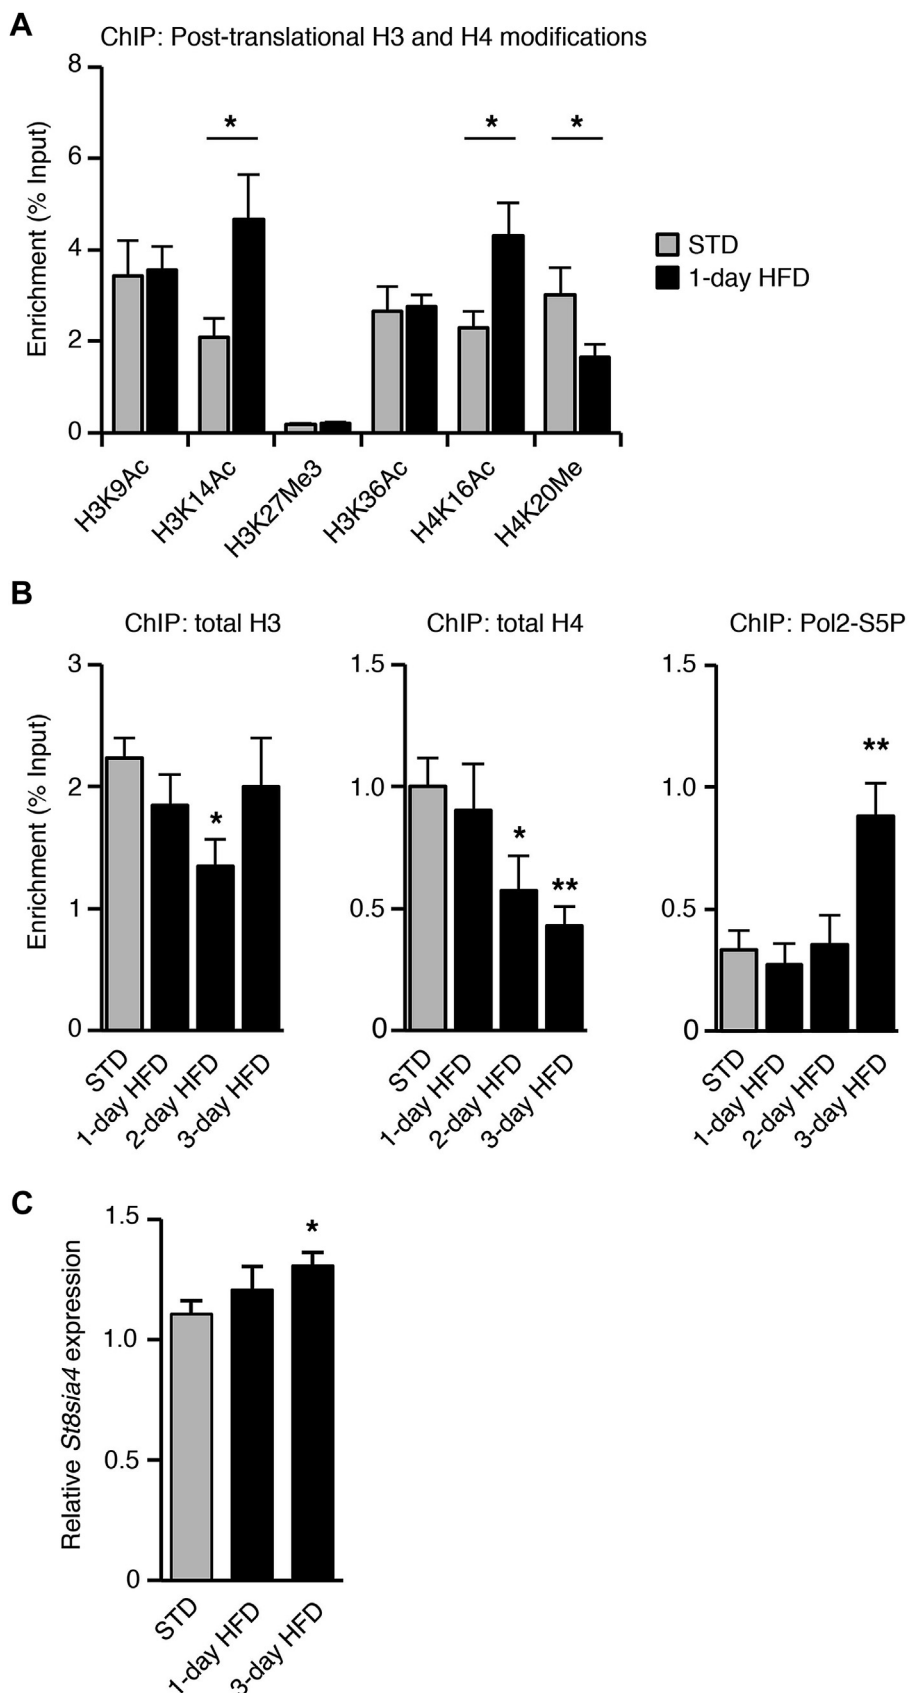 A
ChIP: Post-translational H3 and H4 modifications
Enrichment (% Input)
8
6
4
2
0
*
*
*
STD
1-day HFD
H3K9Ac
H3K14Ac
H3K27Me3
H3K36Ac
H4K16Ac
H4K20Me
B
ChIP: total H3
Enrichment (% Input)
3
2
1
0
*
STD
1-day HFD
2-day HFD
3-day HFD
ChIP: total H4
1.5
1.0
0.5
0
*
**
STD
1-day HFD
2-day HFD
3-day HFD
ChIP: Pol2-S5P
1.5
1.0
0.5
0
**
STD
1-day HFD
2-day HFD
3-day HFD
C
Relative St8sia4 expression
1.5
1.0
0.5
0
*
STD
1-day HFD
3-day HFD